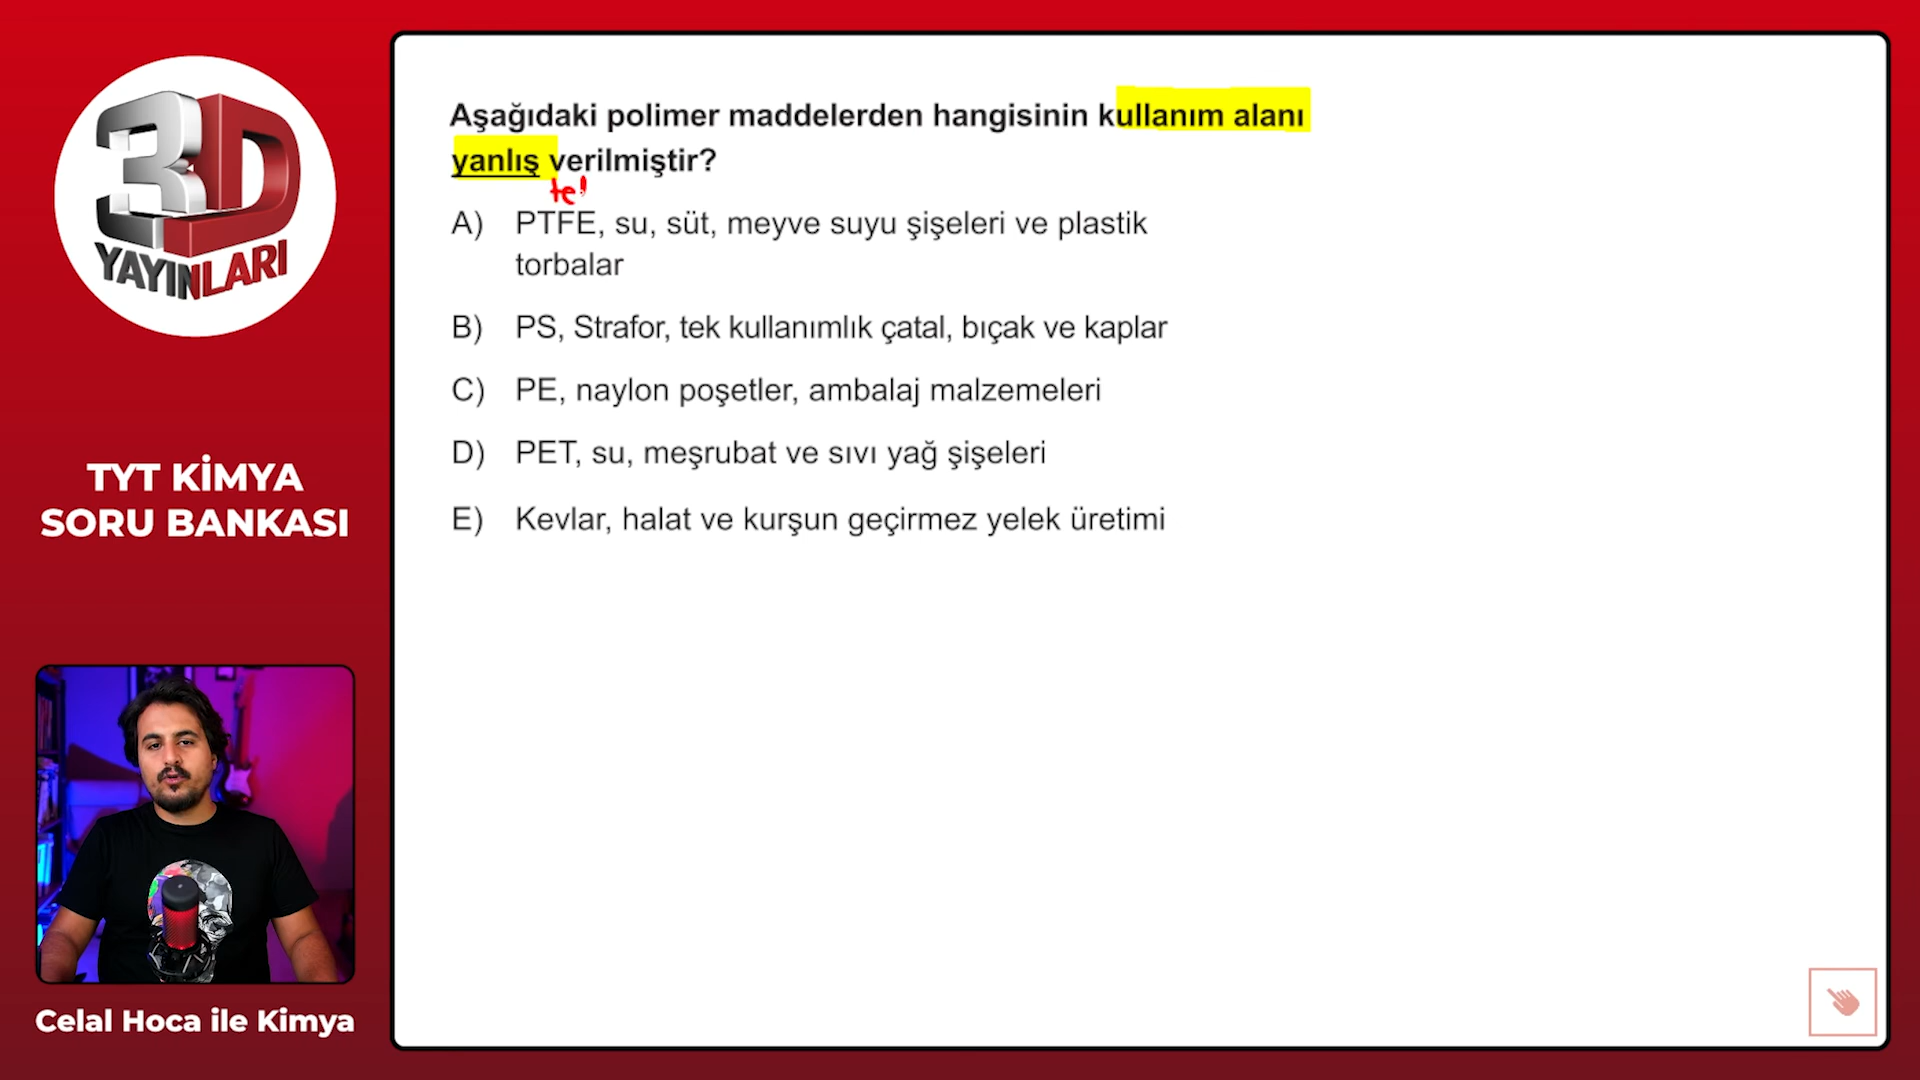 3D
YAYINLARI
TYT KİMYA
SORU BANKASI
Celal Hoca ile Kimya
Aşağıdaki polimer maddelerden hangisinin kullanım alanı
yanlış verilmiştir?
te!
A) PTFE, su, süt, meyve suyu şişeleri ve plastik
torbalar
B) PS, Strafor, tek kullanımlık çatal, bıçak ve kaplar
C) PE, naylon poşetler, ambalaj malzemeleri
D) PET, su, meşrubat ve sıvı yağ şişeleri
E) Kevlar, halat ve kurşun geçirmez yelek üretimi